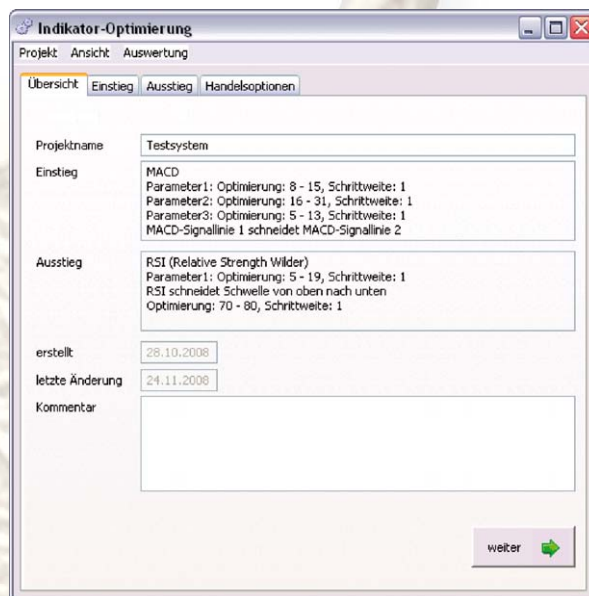 Indikator-Optimierung
Projekt Ansicht Auswertung
Übersicht Einstieg Ausstieg Handelsoptionen
Projektname Testsystem
Einstieg MACD
Parameter1: Optimierung: 8 - 15, Schrittweite: 1
Parameter2: Optimierung: 16 - 31, Schrittweite: 1
Parameter3: Optimierung: 5 - 13, Schrittweite: 1
MACD-Signallinie 1 schneidet MACD-Signallinie 2
Ausstieg RSI (Relative Strength Wilder)
Parameter1: Optimierung: 5 - 19, Schrittweite: 1
RSI schneidet Schwelle von oben nach unten
Optimierung: 70 - 80, Schrittweite: 1
erstellt 28.10.2008
letzte Änderung 24.11.2008
Kommentar
weiter